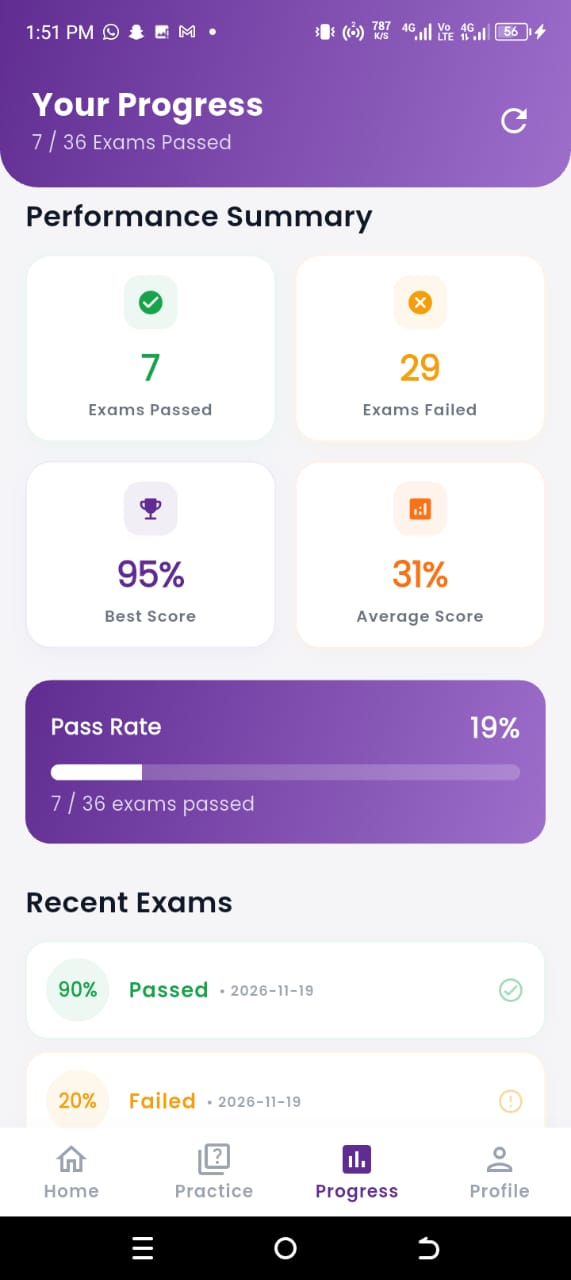 1:51 PM
787 K/S 4G Vo LTE 4G 56
Your Progress
7 / 36 Exams Passed
Performance Summary
7
Exams Passed
29
Exams Failed
95%
Best Score
31%
Average Score
Pass Rate 19%
7 / 36 exams passed
Recent Exams
90% Passed • 2026-11-19
20% Failed • 2026-11-19
Home Practice Progress Profile